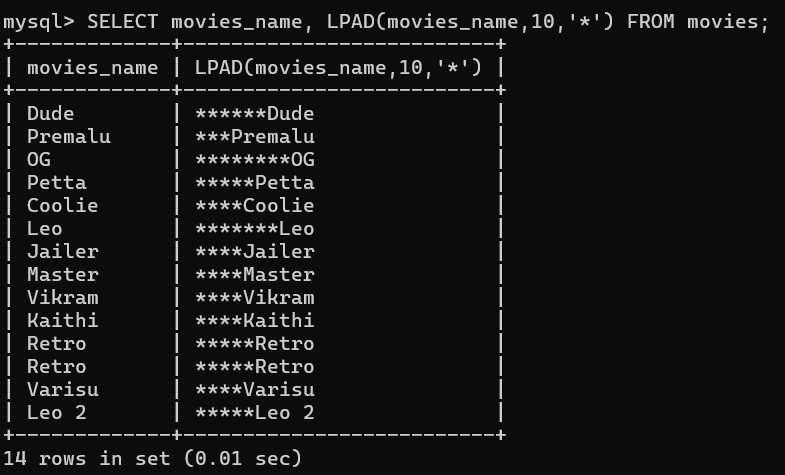 mysql> SELECT movies_name, LPAD(movies_name,10,'*') FROM movies;
+-------------+--------------------------+
| movies_name | LPAD(movies_name,10,'*') |
+-------------+--------------------------+
| Dude        | ******Dude               |
| Premalu     | ***Premalu               |
| OG          | ********OG               |
| Petta       | *****Petta               |
| Coolie      | ****Coolie               |
| Leo         | *******Leo               |
| Jailer      | ****Jailer               |
| Master      | ****Master               |
| Vikram      | ****Vikram               |
| Kaithi      | ****Kaithi               |
| Retro       | *****Retro               |
| Retro       | *****Retro               |
| Varisu      | ****Varisu               |
| Leo 2       | *****Leo 2               |
+-------------+--------------------------+
14 rows in set (0.01 sec)